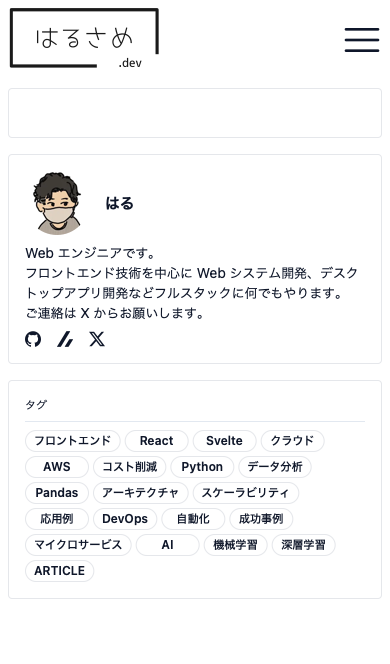 はるさめ
.dev
はる
Web エンジニアです。
フロントエンド技術を中心に Web システム開発、デスク
トップアプリ開発などフルスタックに何でもやります。
ご連絡は X からお願いします。
タグ
フロントエンド React Svelte クラウド
AWS コスト削減 Python データ分析
Pandas アーキテクチャ スケーラビリティ
応用例 DevOps 自動化 成功事例
マイクロサービス AI 機械学習 深層学習
ARTICLE